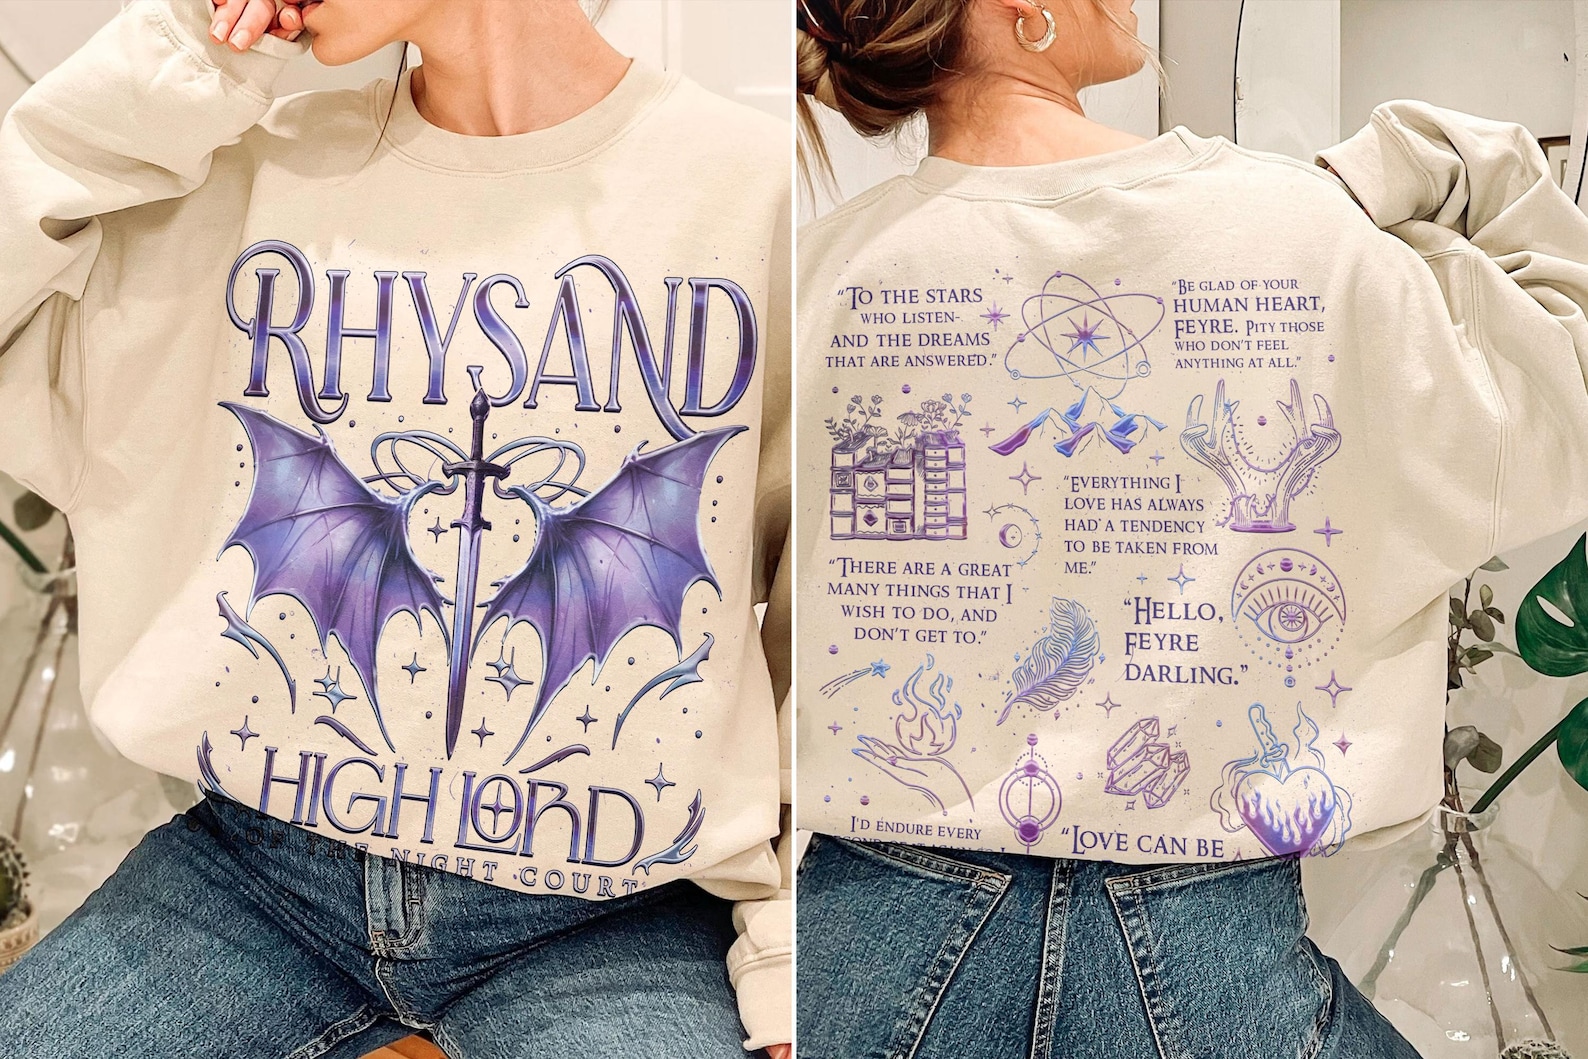 RHYSAND
HIGH LORD
OF THE NIGHT COURT
"TO THE STARS
WHO LISTEN-
AND THE DREAMS
THAT ARE ANSWERED."
"BE GLAD OF YOUR
HUMAN HEART,
FEYRE. PITY THOSE
WHO DON'T FEEL
ANYTHING AT ALL."
"EVERYTHING I
LOVE HAS ALWAYS
HAD A TENDENCY
TO BE TAKEN FROM
ME."
"THERE ARE A GREAT
MANY THINGS THAT I
WISH TO DO, AND
DON'T GET TO."
"HELLO,
FEYRE
DARLING."
I'D ENDURE EVERY
"LOVE CAN BE